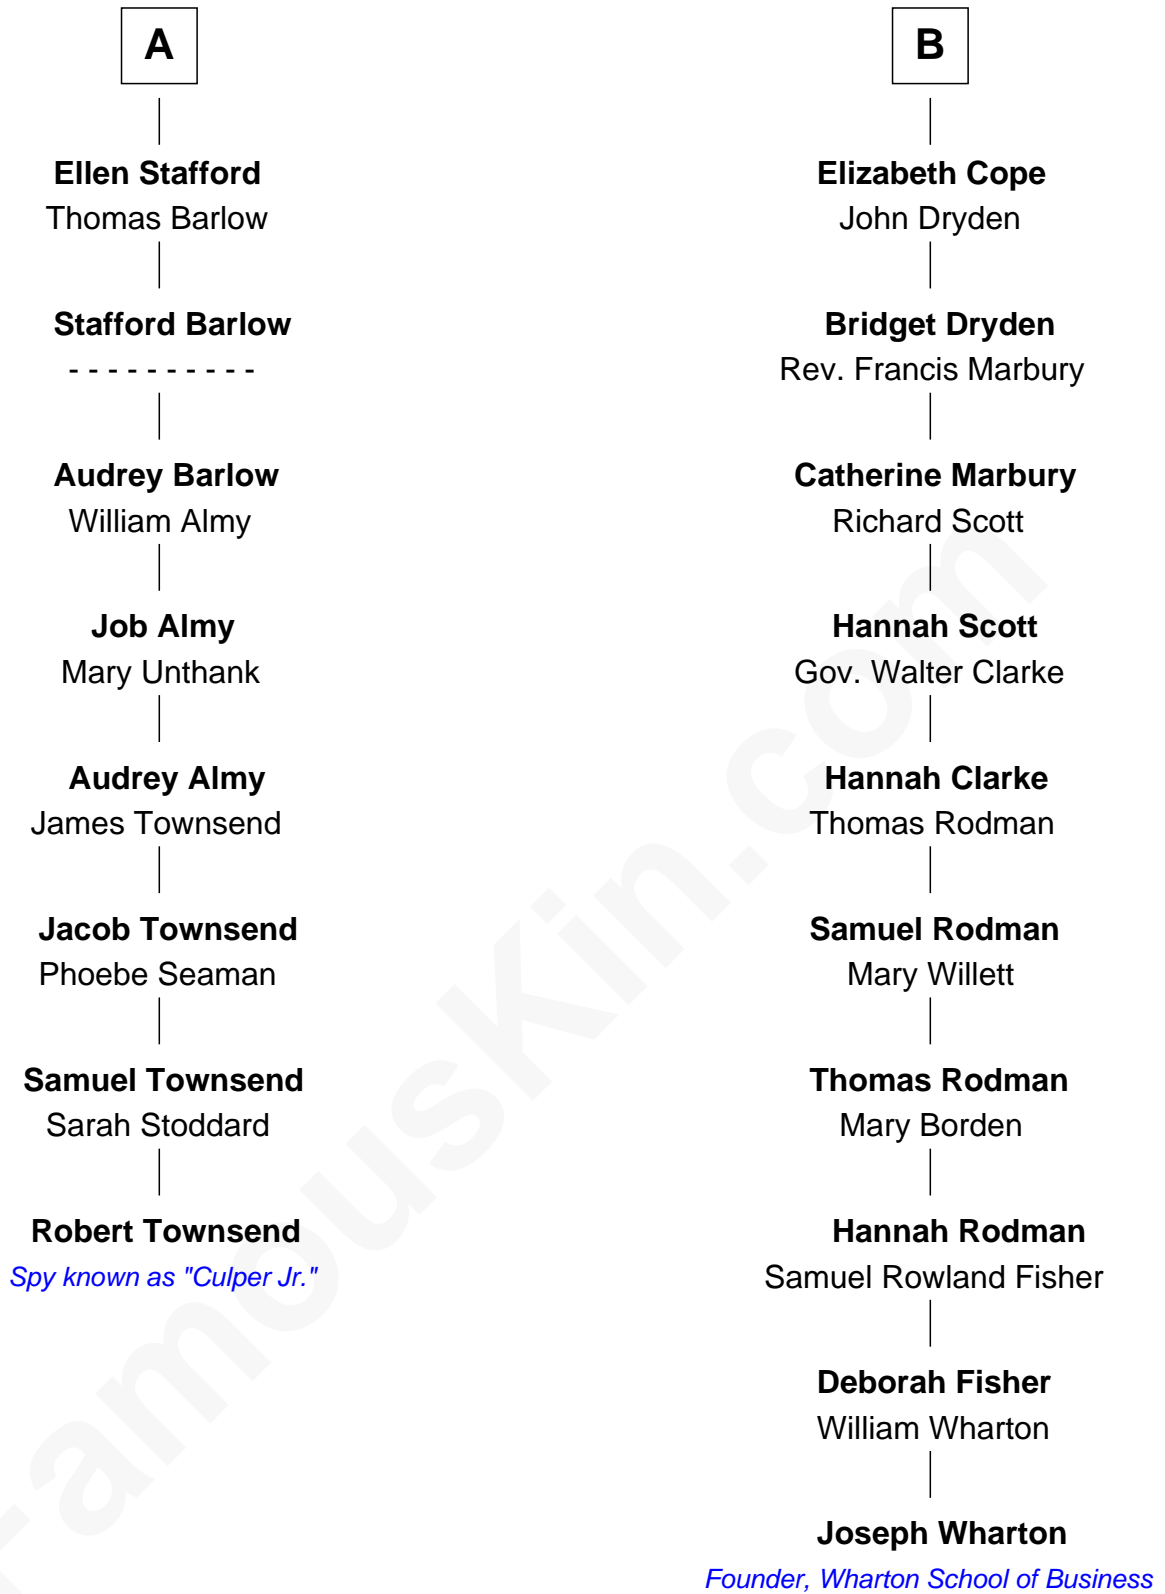 A
Ellen Stafford
Thomas Barlow
Stafford Barlow
- - - - - - - - - -
Audrey Barlow
William Almy
Job Almy
Mary Unthank
Audrey Almy
James Townsend
Jacob Townsend
Phoebe Seaman
Samuel Townsend
Sarah Stoddard
Robert Townsend
Spy known as "Culper Jr."
B
Elizabeth Cope
John Dryden
Bridget Dryden
Rev. Francis Marbury
Catherine Marbury
Richard Scott
Hannah Scott
Gov. Walter Clarke
Hannah Clarke
Thomas Rodman
Samuel Rodman
Mary Willett
Thomas Rodman
Mary Borden
Hannah Rodman
Samuel Rowland Fisher
Deborah Fisher
William Wharton
Joseph Wharton
Founder, Wharton School of Business
FamousKin.com